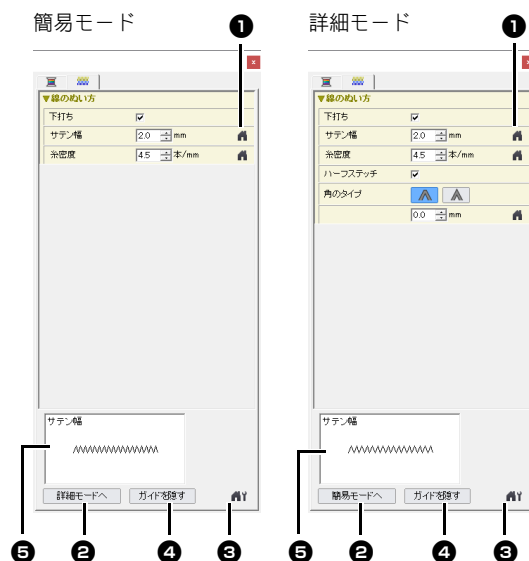 簡易モード
❶
▼線のぬい方
下打ち
サテン幅 2.0 mm
糸密度 4.5 本/mm
サテン幅
詳細モードへ ガイドを隠す
❺ ❷ ❹ ❸
詳細モード
❶
▼線のぬい方
下打ち
サテン幅 2.0 mm
糸密度 4.5 本/mm
ハーフステッチ
角のタイプ
0.0 mm
サテン幅
簡易モードへ ガイドを隠す
❺ ❷ ❹ ❸